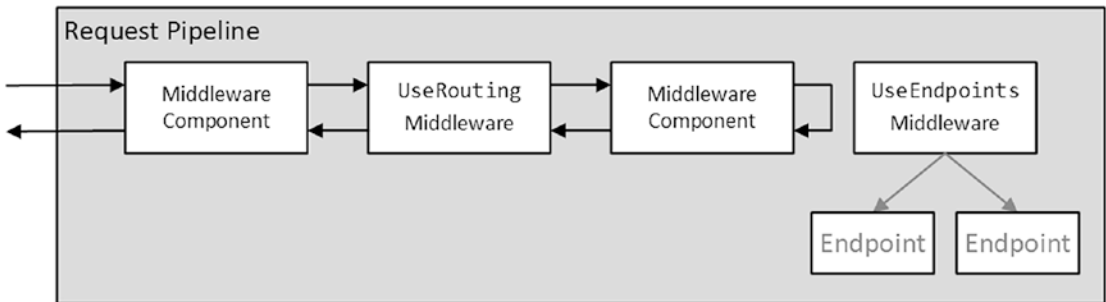 Request Pipeline
Middleware
Component
UseRouting
Middleware
Middleware
Component
UseEndpoints
Middleware
Endpoint
Endpoint